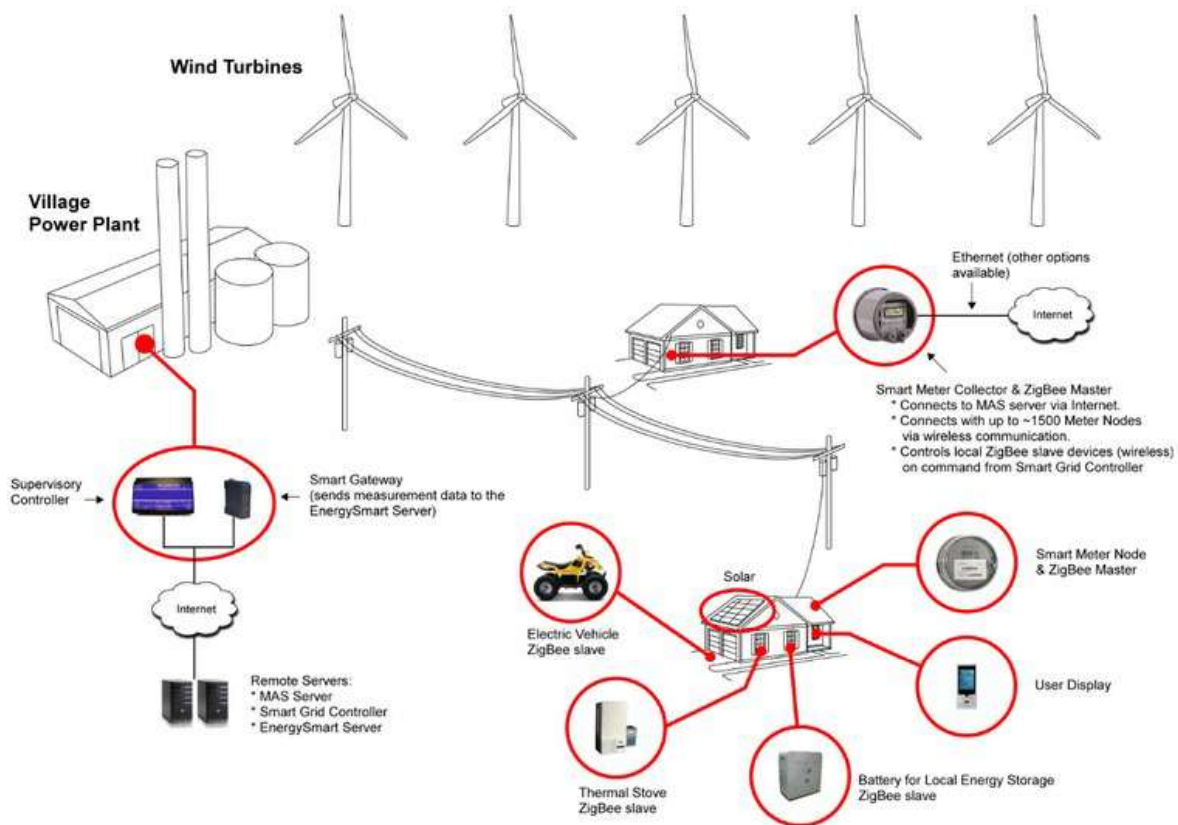 Wind Turbines
Village
Power Plant
Ethernet (other options
available)
Internet
Smart Meter Collector & ZigBee Master
* Connects to MAS server via Internet.
* Connects with up to ~1500 Meter Nodes
via wireless communication.
* Controls local ZigBee slave devices (wireless)
on command from Smart Grid Controller
Supervisory
Controller
Smart Gateway
(sends measurement data to the
EnergySmart Server)
Internet
Remote Servers:
* MAS Server
* Smart Grid Controller
* EnergySmart Server
Solar
Electric Vehicle
ZigBee slave
Smart Meter Node
& ZigBee Master
User Display
Thermal Stove
ZigBee slave
Battery for Local Energy Storage
ZigBee slave